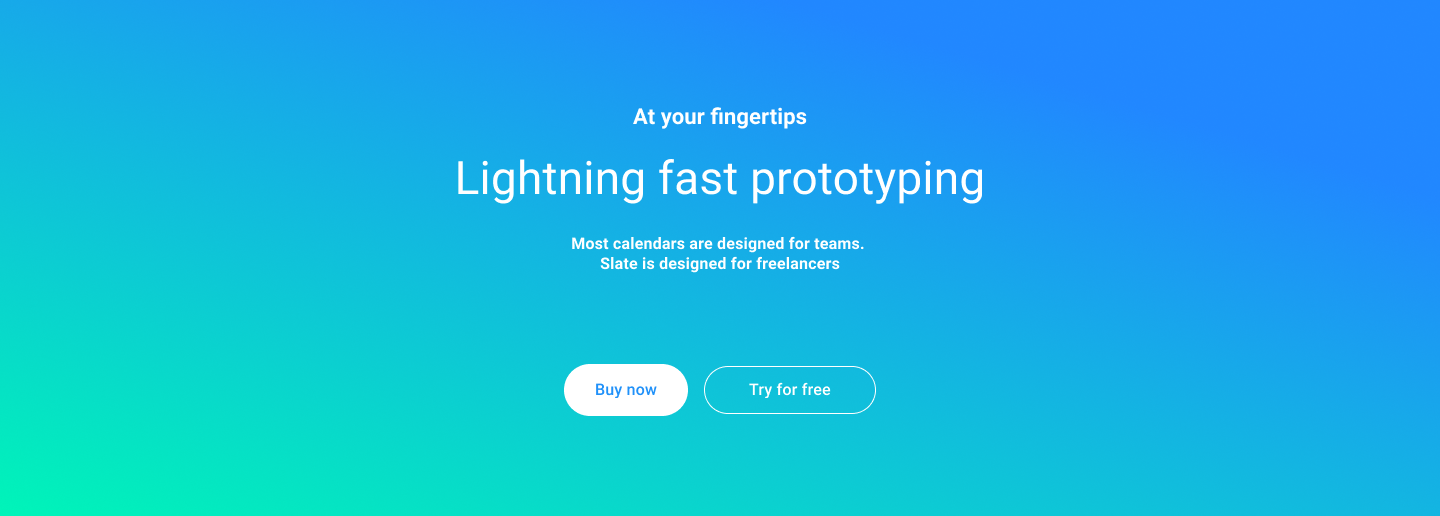 At your fingertips
Lightning fast prototyping
Most calendars are designed for teams.
Slate is designed for freelancers
Buy now
Try for free